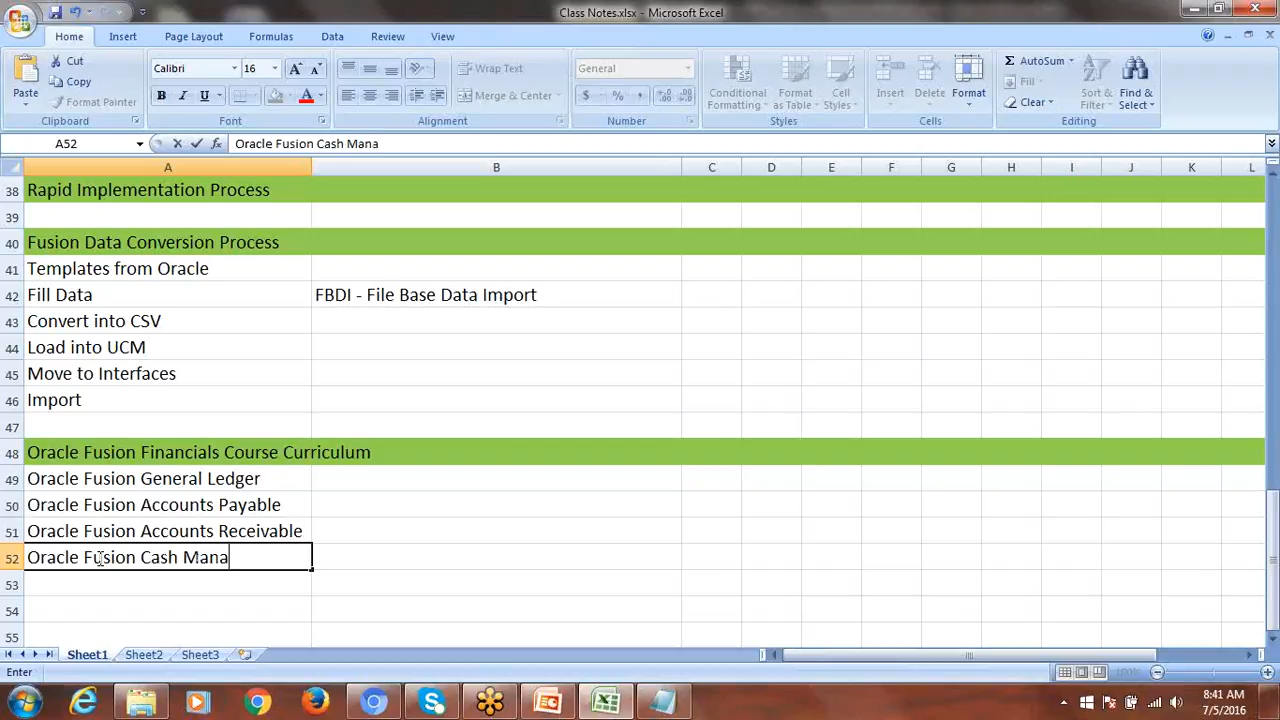 Class Notes.xlsx - Microsoft Excel
Home Insert Page Layout Formulas Data Review View
Paste
Cut
Copy
Format Painter
Clipboard
Calibri 16
B I U
Font
Wrap Text
Merge & Center
Alignment
General
$ % ,
Number
Conditional Formatting
Format as Table
Cell Styles
Styles
Insert Delete Format
Cells
Σ AutoSum
Fill
Clear
Sort & Filter
Find & Select
Editing
A52 fx Oracle Fusion Cash Mana
A B C D E F G H I J K L
38 Rapid Implementation Process
39
40 Fusion Data Conversion Process
41 Templates from Oracle
42 Fill Data FBDI - File Base Data Import
43 Convert into CSV
44 Load into UCM
45 Move to Interfaces
46 Import
47
48 Oracle Fusion Financials Course Curriculum
49 Oracle Fusion General Ledger
50 Oracle Fusion Accounts Payable
51 Oracle Fusion Accounts Receivable
52 Oracle Fusion Cash Mana
53
54
55
Sheet1 Sheet2 Sheet3
Enter
8:41 AM
7/5/2016